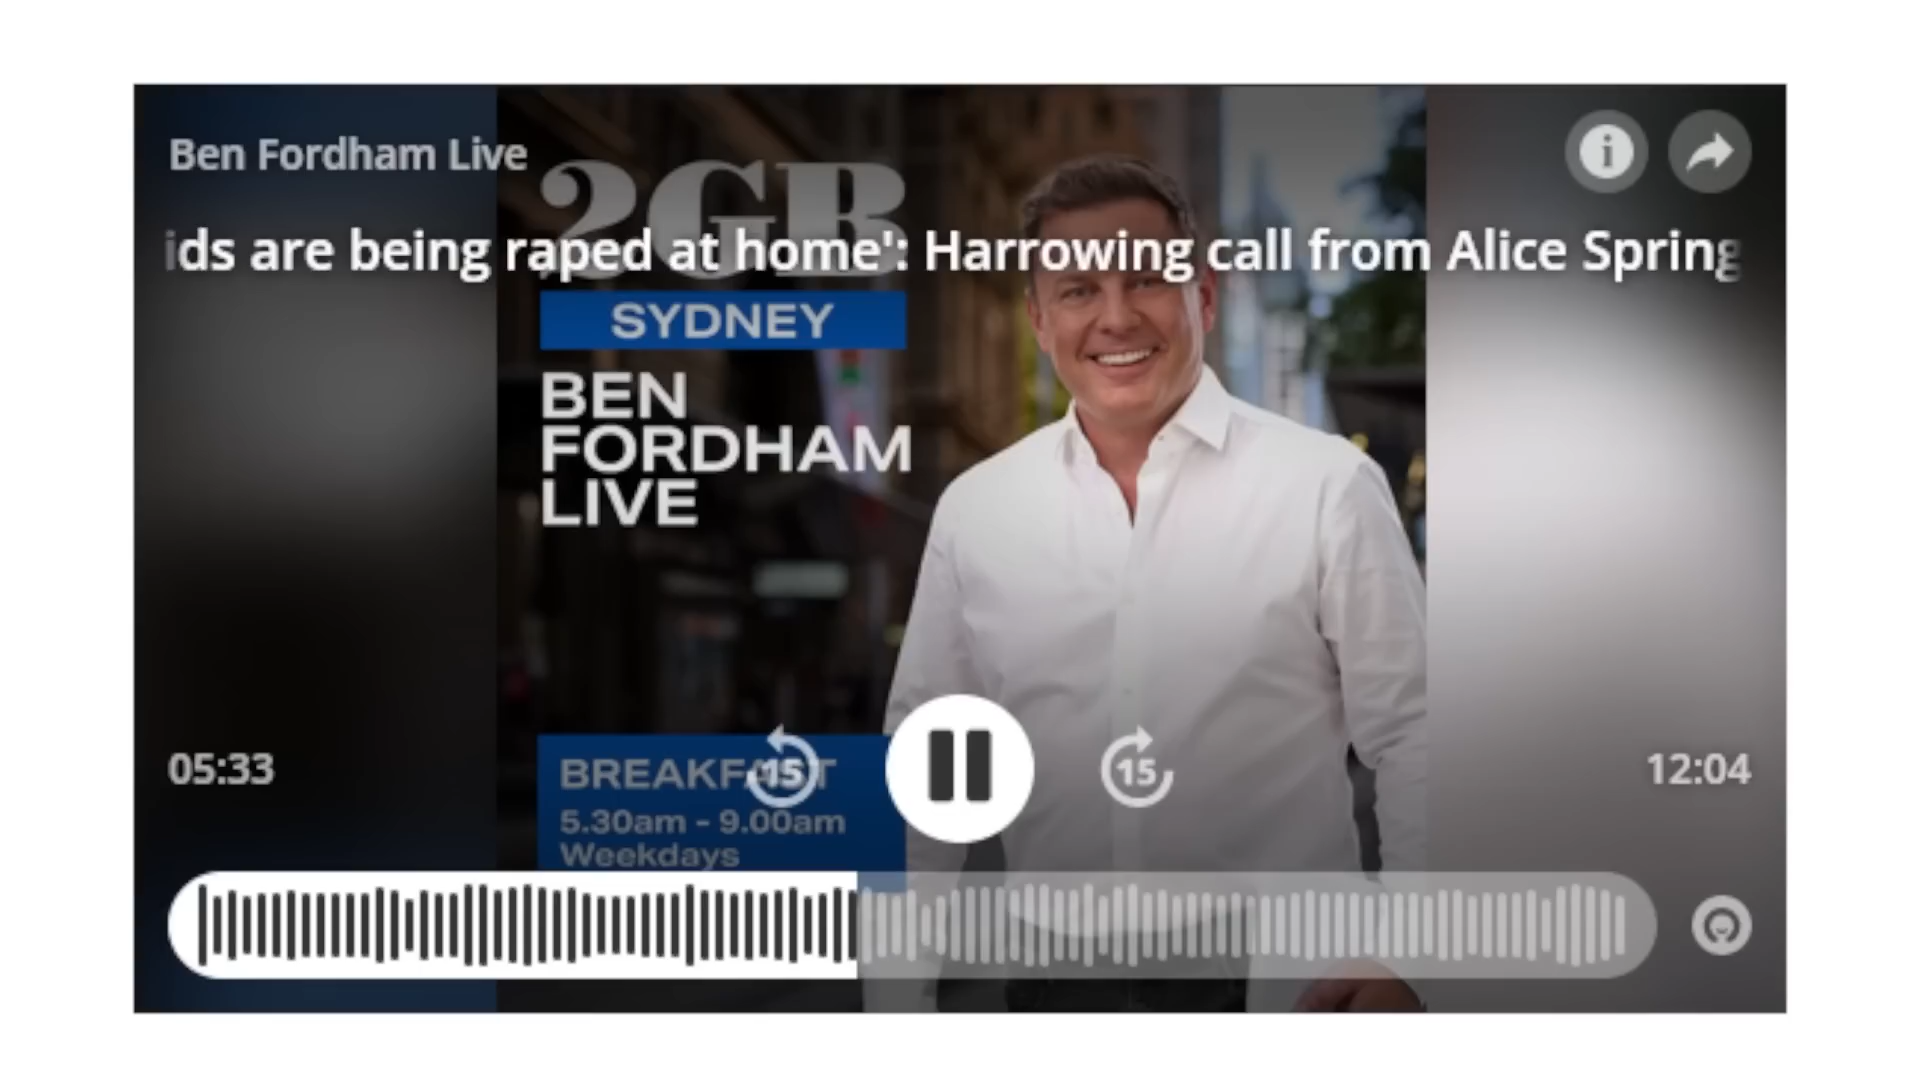 Ben Fordham Live
2GB
ids are being raped at home': Harrowing call from Alice Spring
SYDNEY
BEN
FORDHAM
LIVE
05:33
15
15
12:04
BREAKFAST
5.30am - 9.00am
Weekdays